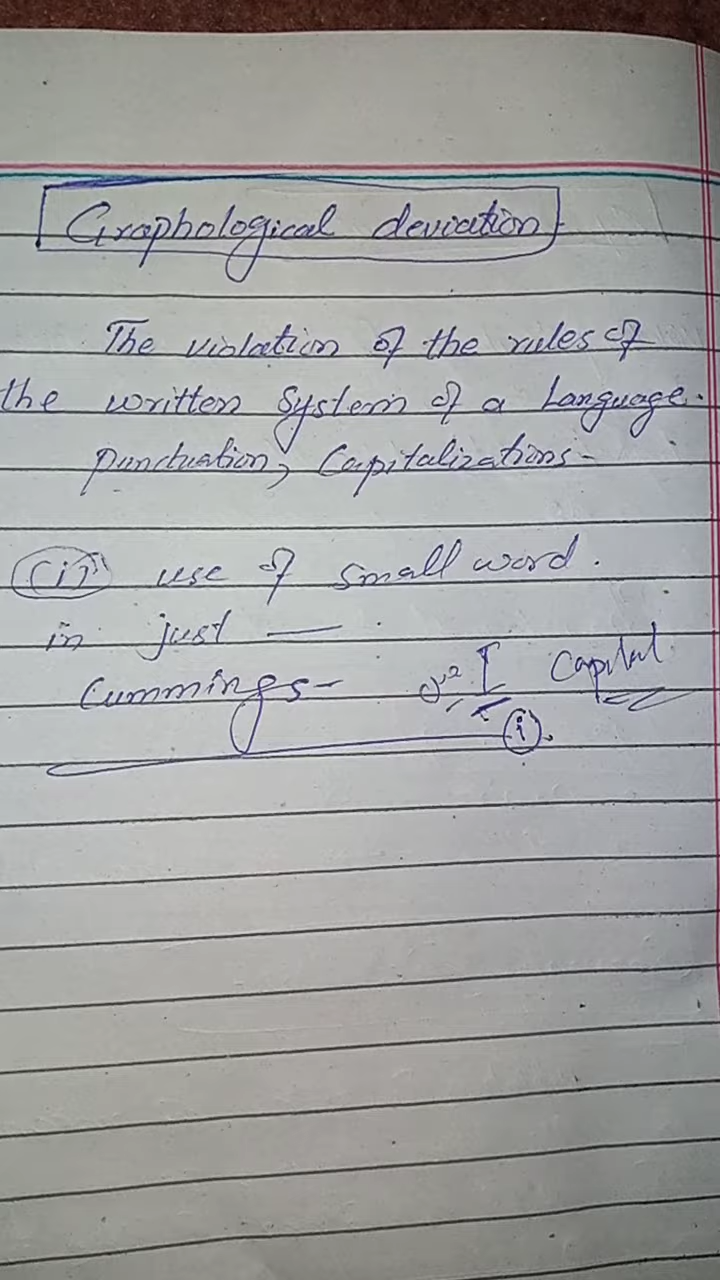 Graphological deviation
The violation of the rules of
the written System of a Language.
Punctuation, Capitalizations-
(i) use of small word.
in just —
I Capital
Cummings-
(i).